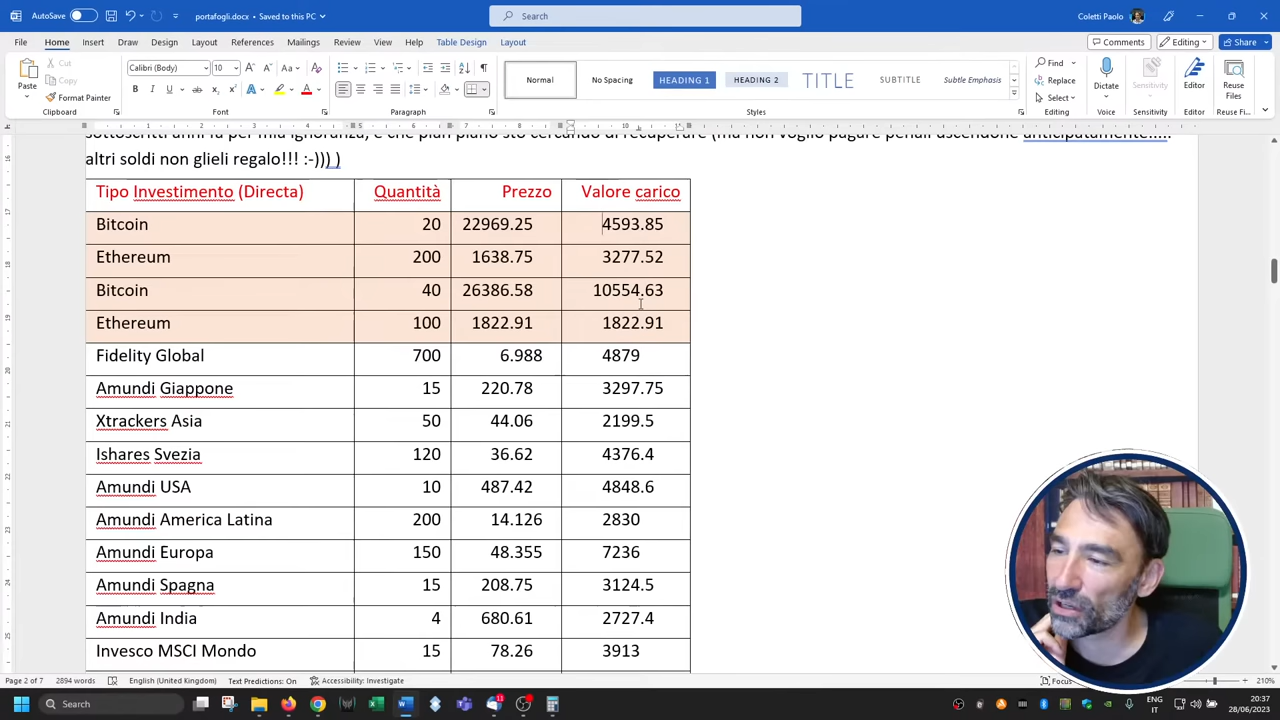 AutoSave Off
portafogli.docx • Saved to this PC
Search
Coletti Paolo
File Home Insert Draw Design Layout References Mailings Review View Help Table Design Layout
Comments Editing Share
Paste
Cut
Copy
Format Painter
Clipboard
Calibri (Body) 10
Font
Paragraph
Normal
No Spacing
HEADING 1
HEADING 2
TITLE
SUBTITLE
Subtle Emphasis
Styles
Find
Replace
Select
Editing
Dictate
Voice
Sensitivity
Sensitivity
Editor
Editor
Reuse Files
Reuse Fi...
altri soldi non glieli regalo!!! :-))) )
Tipo Investimento (Directa) Quantità Prezzo Valore carico
Bitcoin 20 22969.25 4593.85
Ethereum 200 1638.75 3277.52
Bitcoin 40 26386.58 10554.63
Ethereum 100 1822.91 1822.91
Fidelity Global 700 6.988 4879
Amundi Giappone 15 220.78 3297.75
Xtrackers Asia 50 44.06 2199.5
Ishares Svezia 120 36.62 4376.4
Amundi USA 10 487.42 4848.6
Amundi America Latina 200 14.126 2830
Amundi Europa 150 48.355 7236
Amundi Spagna 15 208.75 3124.5
Amundi India 4 680.61 2727.4
Invesco MSCI Mondo 15 78.26 3913
Page 2 of 7 2894 words English (United Kingdom) Text Predictions: On Accessibility: Investigate
Focus
210%
Search
ENG
IT
20:37
28/06/2023